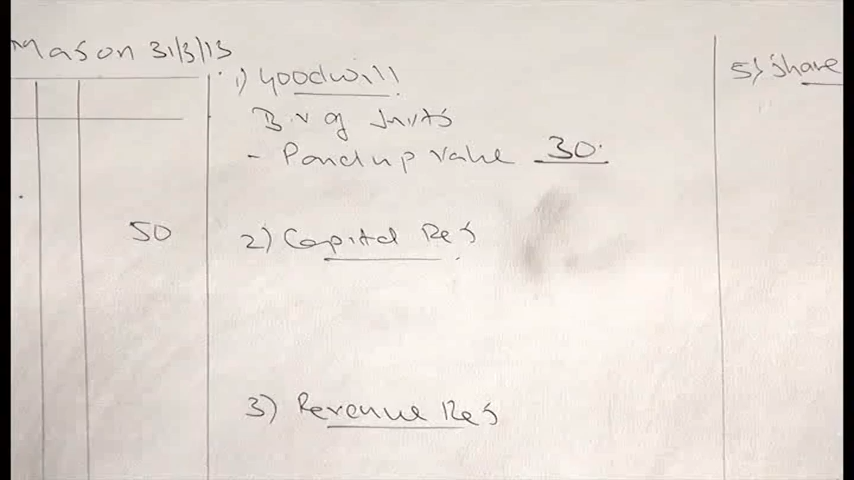 Mason 31/3/13
1) Goodwill
B.v of Invts
- Paid up value 30
50
2) Capital Res
3) Revenue Res
5) Share